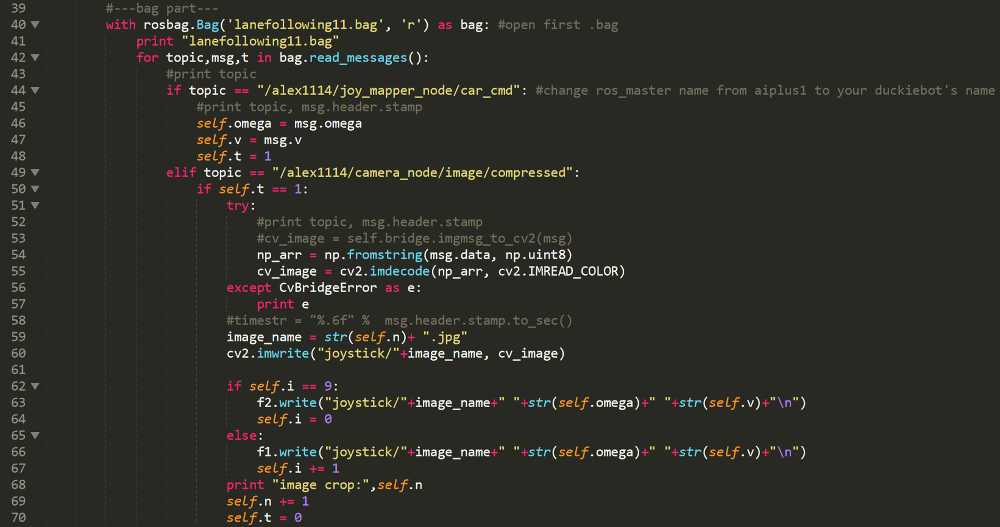 39         #---bag part---
40         with rosbag.Bag('lanefollowing11.bag', 'r') as bag: #open first .bag
41             print "lanefollowing11.bag"
42             for topic,msg,t in bag.read_messages():
43                 #print topic
44                 if topic == "/alex1114/joy_mapper_node/car_cmd": #change ros_master name from aiplus1 to your duckiebot's name
45                     #print topic, msg.header.stamp
46                     self.omega = msg.omega
47                     self.v = msg.v
48                     self.t = 1
49                 elif topic == "/alex1114/camera_node/image/compressed":
50                     if self.t == 1:
51                         try:
52                             #print topic, msg.header.stamp
53                             #cv_image = self.bridge.imgmsg_to_cv2(msg)
54                             np_arr = np.fromstring(msg.data, np.uint8)
55                             cv_image = cv2.imdecode(np_arr, cv2.IMREAD_COLOR)
56                         except CvBridgeError as e:
57                             print e
58                         #timestr = "%.6f" %  msg.header.stamp.to_sec()
59                         image_name = str(self.n)+ ".jpg"
60                         cv2.imwrite("joystick/"+image_name, cv_image)
61
62                         if self.i == 9:
63                             f2.write("joystick/"+image_name+" "+str(self.omega)+" "+str(self.v)+"\n")
64                             self.i = 0
65                         else:
66                             f1.write("joystick/"+image_name+" "+str(self.omega)+" "+str(self.v)+"\n")
67                             self.i += 1
68                         print "image crop:",self.n
69                         self.n += 1
70                         self.t = 0